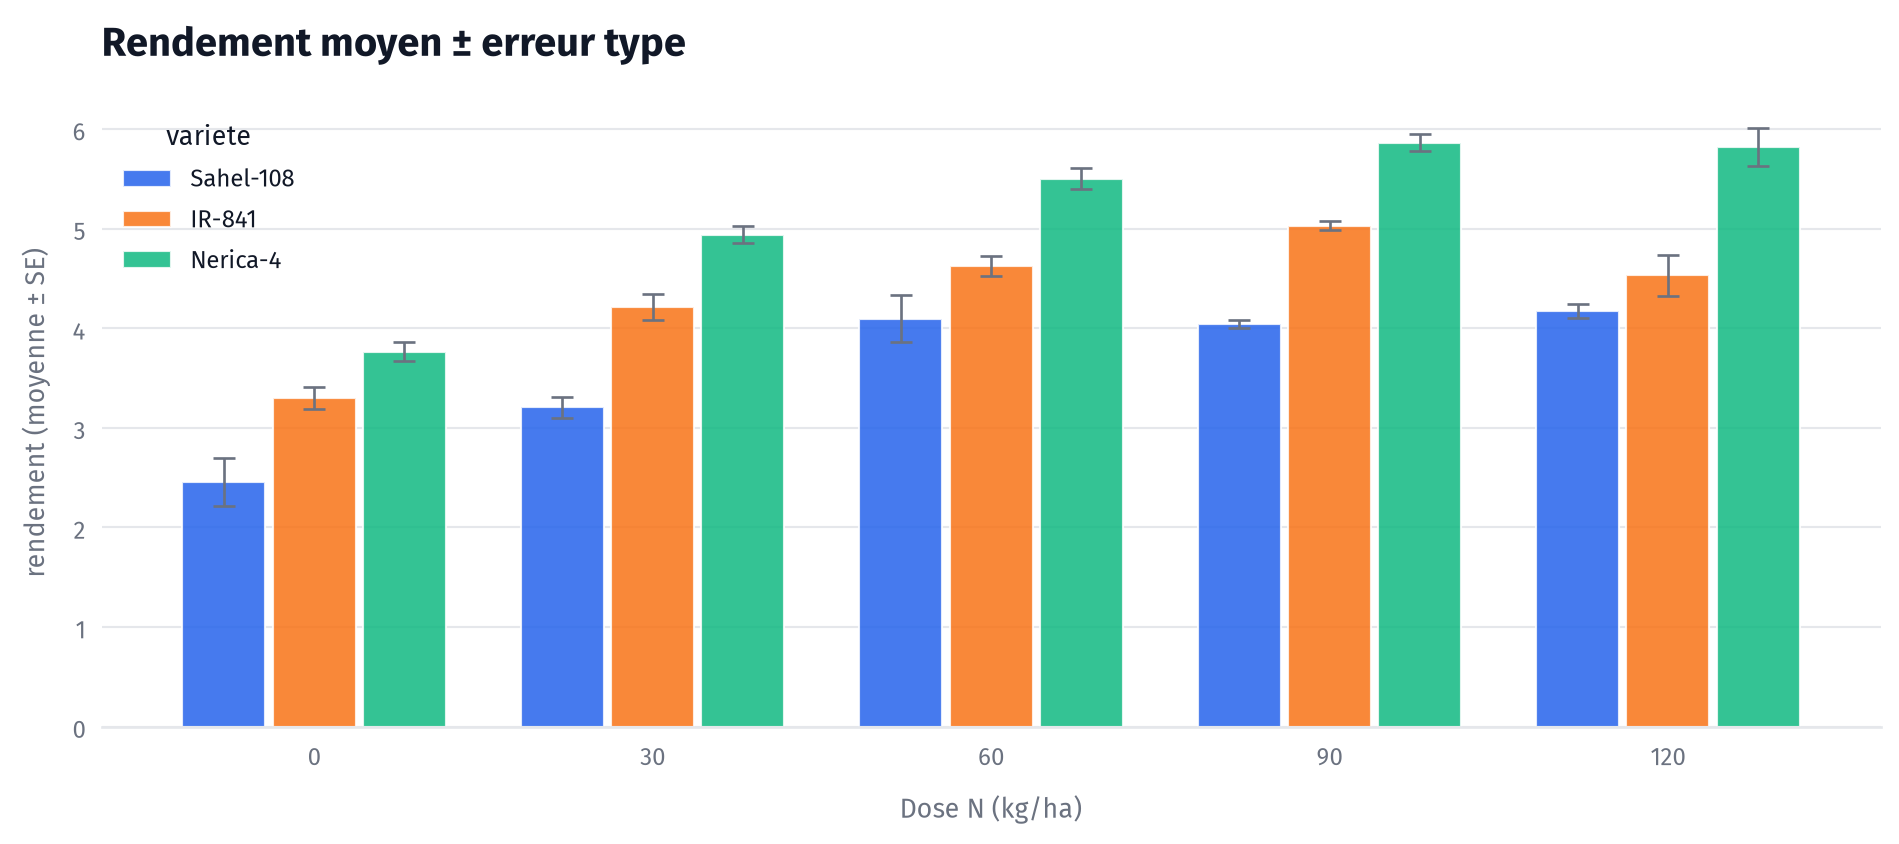 Rendement moyen ± erreur type
variete
Sahel-108
IR-841
Nerica-4
rendement (moyenne ± SE)
6
5
4
3
2
1
0
0
30
60
90
120
Dose N (kg/ha)